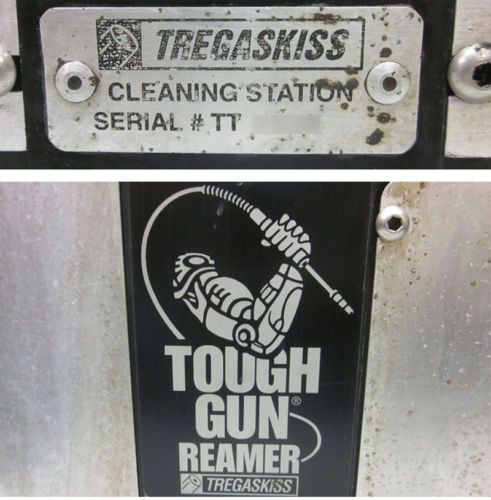 TREGASKISS
CLEANING STATION
SERIAL # TT
TOUGH
GUN®
REAMER
TREGASKISS